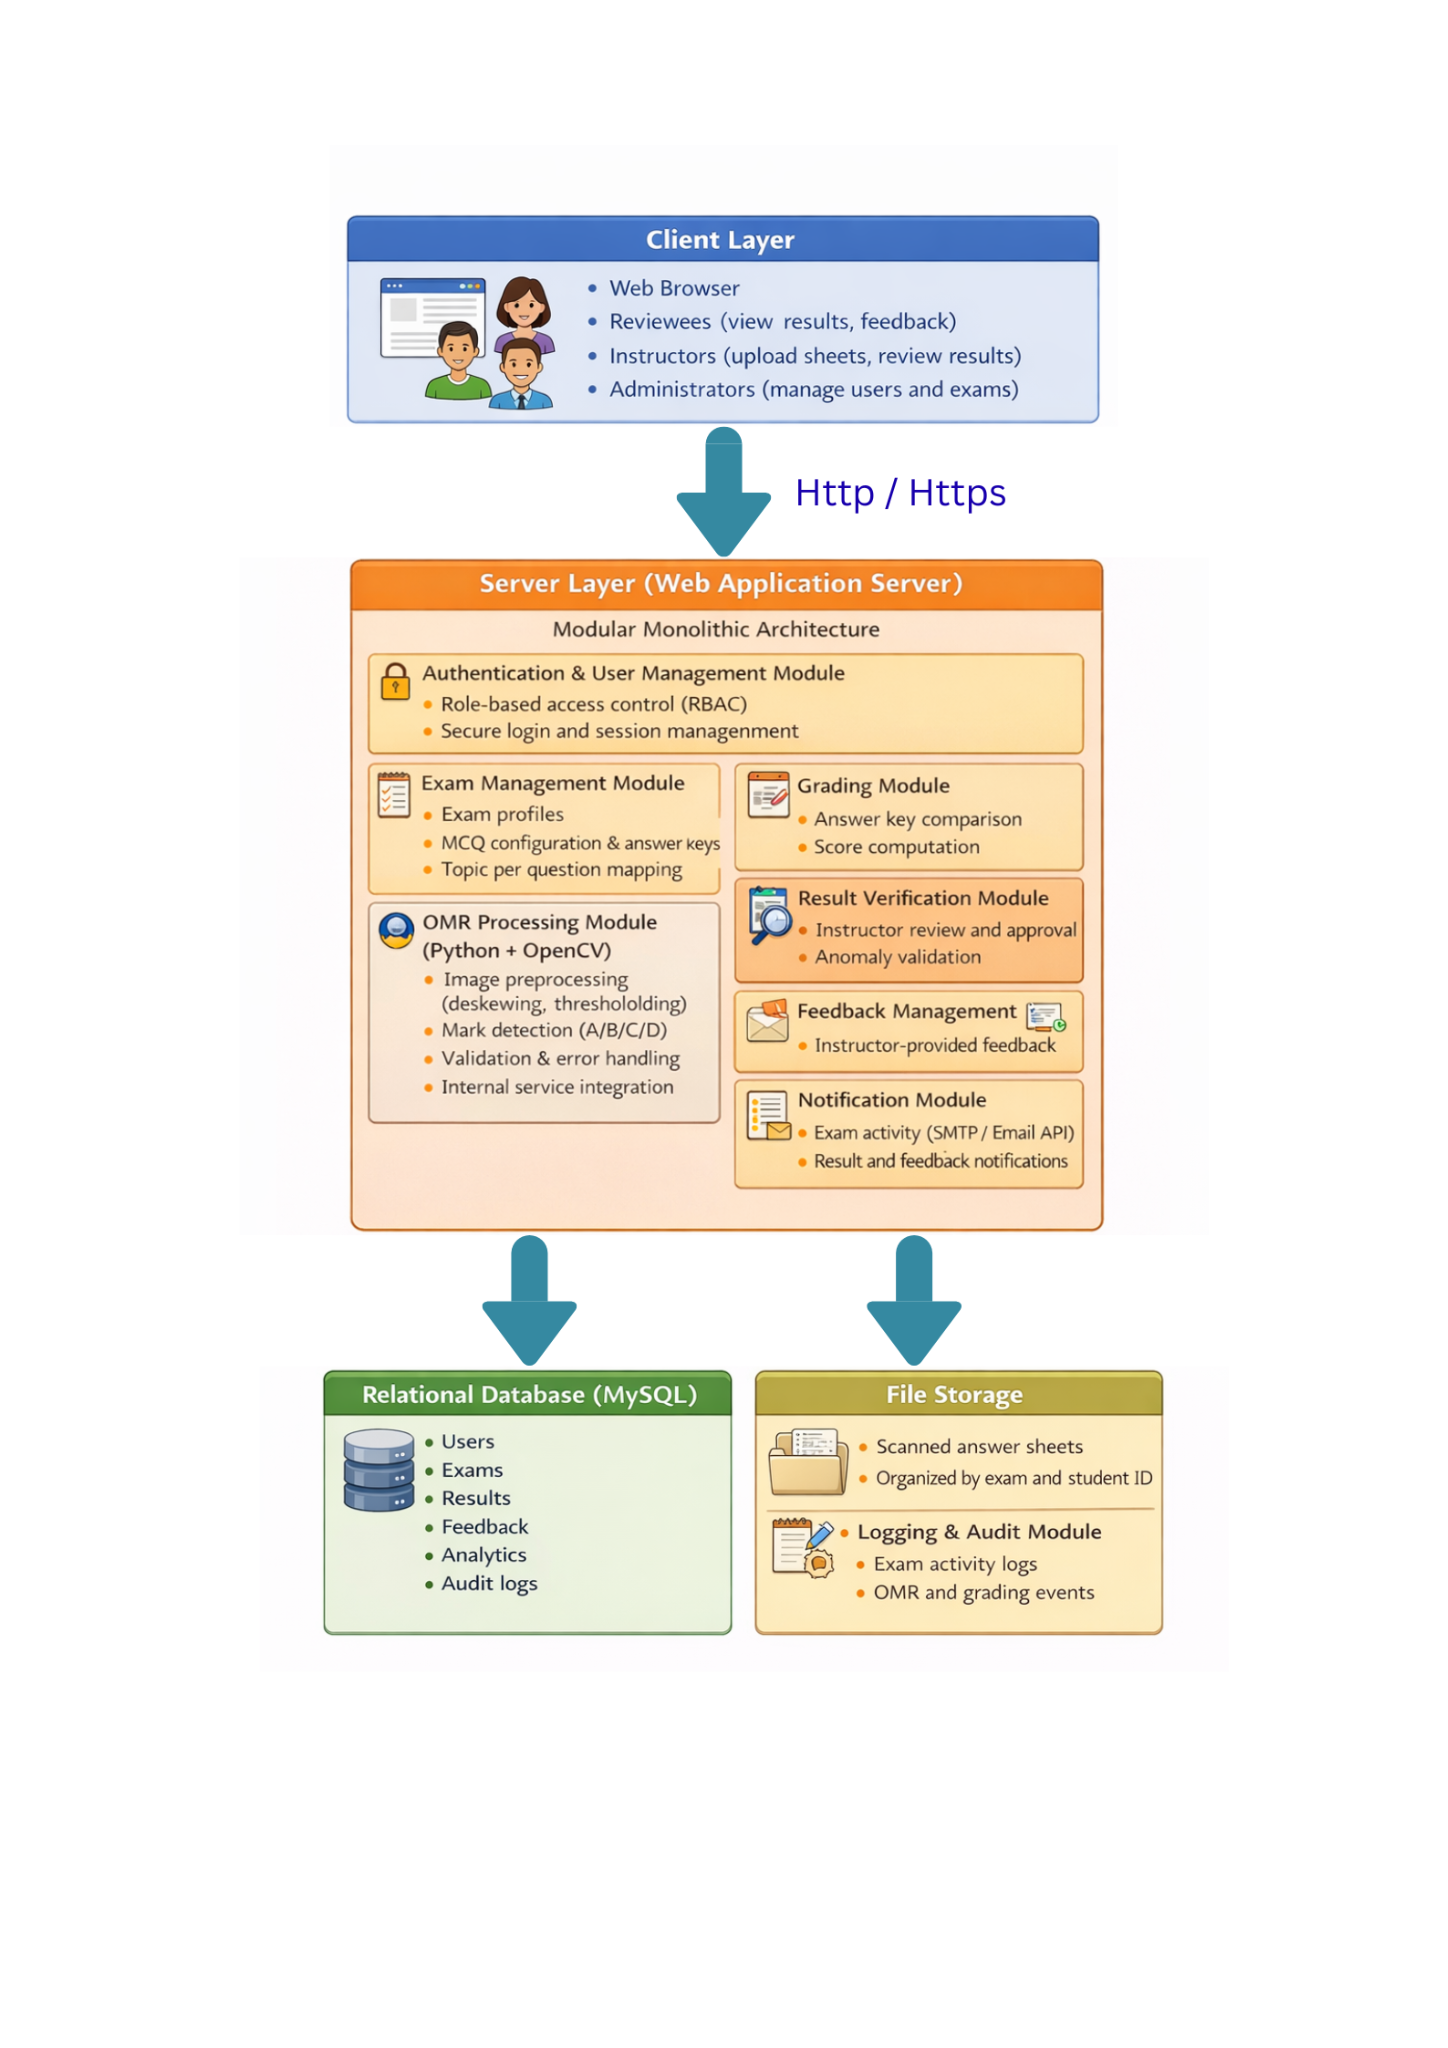 Client Layer
• Web Browser
• Reviewees (view results, feedback)
• Instructors (upload sheets, review results)
• Administrators (manage users and exams)
Http / Https
Server Layer (Web Application Server)
Modular Monolithic Architecture
Authentication & User Management Module
• Role-based access control (RBAC)
• Secure login and session managenment
Exam Management Module
• Exam profiles
• MCQ configuration & answer keys
• Topic per question mapping
OMR Processing Module
(Python + OpenCV)
• Image preprocessing
(deskewing, threshololding)
• Mark detection (A/B/C/D)
• Validation & error handling
• Internal service integration
Grading Module
• Answer key comparison
• Score computation
Result Verification Module
• Instructor review and approval
• Anomaly validation
Feedback Management
• Instructor-provided feedback
Notification Module
• Exam activity (SMTP / Email API)
• Result and feedback notifications
Relational Database (MySQL)
• Users
• Exams
• Results
• Feedback
• Analytics
• Audit logs
File Storage
• Scanned answer sheets
• Organized by exam and student ID
• Logging & Audit Module
• Exam activity logs
• OMR and grading events